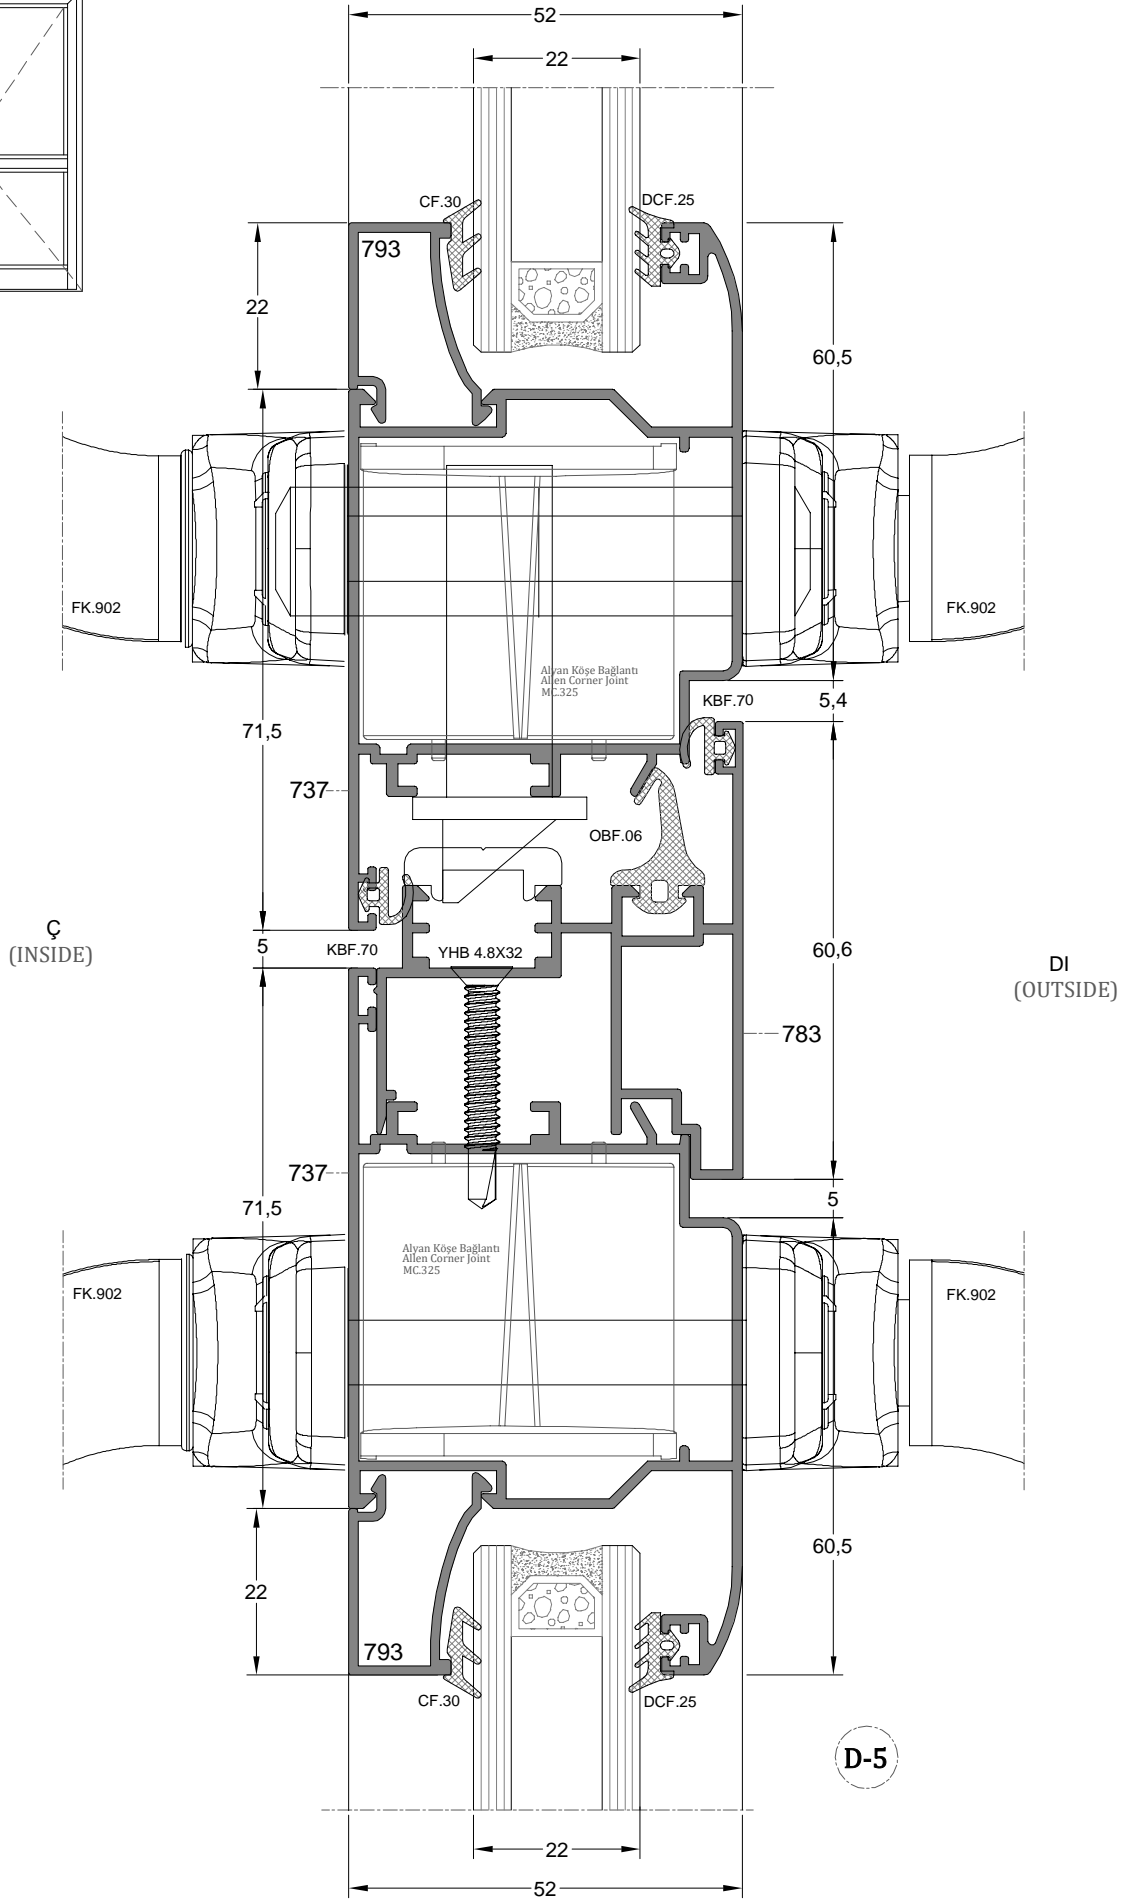 52
22
CF.30
DCF.25
793
22
60,5
FK.902
FK.902
Alyan Köşe Bağlantı
Allen Corner Joint
MC.325
KBF.70
5,4
71,5
737
OBF.06
Ç
(INSIDE)
5
KBF.70
YHB 4.8X32
60,6
DI
(OUTSIDE)
783
737
71,5
5
Alyan Köşe Bağlantı
Allen Corner Joint
MC.325
FK.902
FK.902
60,5
22
793
CF.30
DCF.25
D-5
22
52